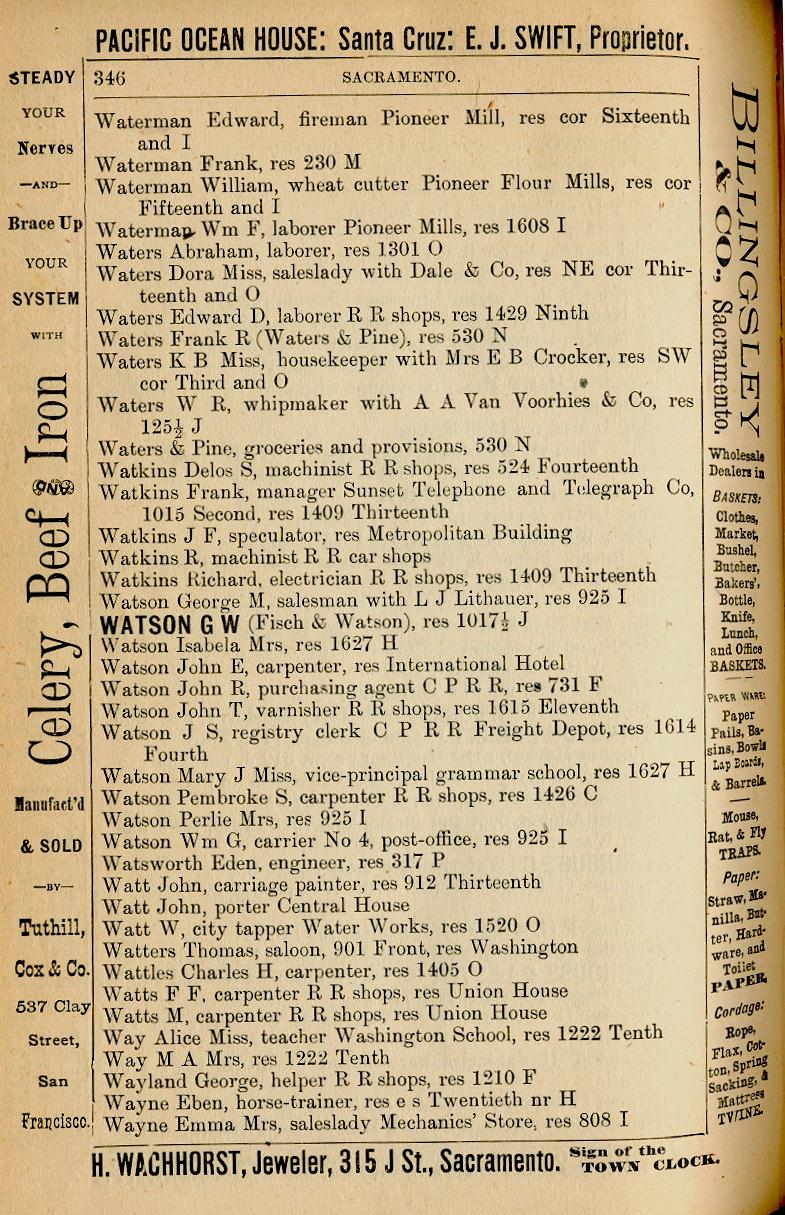 PACIFIC OCEAN HOUSE: Santa Cruz: E. J. SWIFT, Proprietor.
346 SACRAMENTO.
Waterman Edward, fireman Pioneer Mill, res cor Sixteenth
and I
Waterman Frank, res 230 M
Waterman William, wheat cutter Pioneer Flour Mills, res cor
Fifteenth and I
Waterman Wm F, laborer Pioneer Mills, res 1608 I
Waters Abraham, laborer, res 1301 O
Waters Dora Miss, saleslady with Dale & Co, res NE cor Thir-
teenth and O
Waters Edward D, laborer R R shops, res 1429 Ninth
Waters Frank R (Waters & Pine), res 530 N
Waters K B Miss, housekeeper with Mrs E B Crocker, res SW
cor Third and O
Waters W R, whipmaker with A A Van Voorhies & Co, res
125½ J
Waters & Pine, groceries and provisions, 530 N
Watkins Delos S, machinist R R shops, res 524 Fourteenth
Watkins Frank, manager Sunset Telephone and Telegraph Co,
1015 Second, res 1409 Thirteenth
Watkins J F, speculator, res Metropolitan Building
Watkins R, machinist R R car shops
Watkins Richard, electrician R R shops, res 1409 Thirteenth
Watson George M, salesman with L J Lithauer, res 925 I
WATSON G W (Fisch & Watson), res 1017½ J
Watson Isabela Mrs, res 1627 H
Watson John E, carpenter, res International Hotel
Watson John R, purchasing agent C P R R, res 731 F
Watson John T, varnisher R R shops, res 1615 Eleventh
Watson J S, registry clerk C P R R Freight Depot, res 1614
Fourth
Watson Mary J Miss, vice-principal grammar school, res 1627 H
Watson Pembroke S, carpenter R R shops, res 1426 C
Watson Perlie Mrs, res 925 I
Watson Wm G, carrier No 4, post-office, res 925 I
Watsworth Eden, engineer, res 317 P
Watt John, carriage painter, res 912 Thirteenth
Watt John, porter Central House
Watt W, city tapper Water Works, res 1520 O
Watters Thomas, saloon, 901 Front, res Washington
Wattles Charles H, carpenter, res 1405 O
Watts F F, carpenter R R shops, res Union House
Watts M, carpenter R R shops, res Union House
Way Alice Miss, teacher Washington School, res 1222 Tenth
Way M A Mrs, res 1222 Tenth
Wayland George, helper R R shops, res 1210 F
Wayne Eben, horse-trainer, res e s Twentieth nr H
Wayne Emma Mrs, saleslady Mechanics' Store, res 808 I
H. WACHHORST, Jeweler, 315 J St., Sacramento. Sign of the
TOWN CLOCK.
STEADY
YOUR
Nerves
—AND—
Brace Up
YOUR
SYSTEM
WITH
Celery, Beef AND Iron
Manufact'd
& SOLD
—BY—
Tuthill,
Cox & Co.
537 Clay
Street,
San
Francisco.
BILLINGSLEY
& CO., Sacramento.
Wholesale
Dealers in
BASKETS:
Clothes,
Market,
Bushel,
Butcher,
Bakers',
Bottle,
Knife,
Lunch,
and Office
BASKETS.
PAPER WARE:
Paper
Pails, Ba-
sins, Bowls
Lap Boards,
& Barrels.
Mouse,
Rat, & Fly
TRAPS.
Paper:
Straw, Ma-
nilla, But-
ter, Hard-
ware, and
Toilet
PAPER,
Cordage:
Rope,
Flax, Cot-
ton, Spring
Sacking, &
Mattress
TWINE.